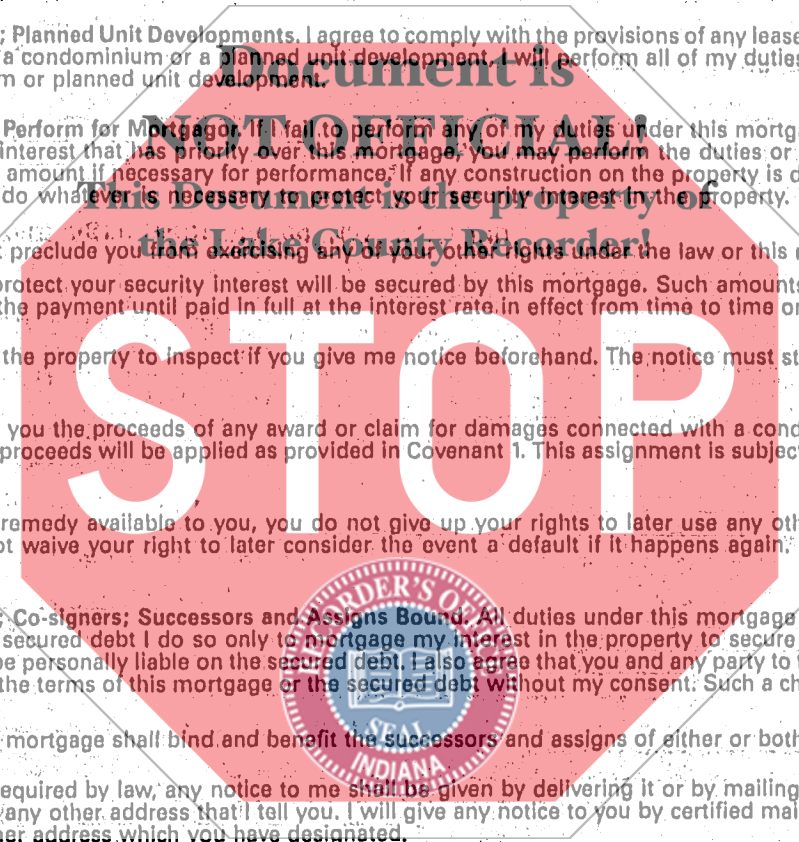 ; Planned Unit Developments. I agree to comply with the provisions of any lease
a condominium or a planned unit development, I will perform all of my duties
m or planned unit development.
Document is
Perform for Mortgagor. If I fail to perform any of my duties under this mortg
NOT OFFICIAL!
interest that has priority over this mortgage, you may perform the duties or
amount if necessary for performance. If any construction on the property is d
do whatever is necessary to protect your security interest in the property.
This Document is the property of
the Lake County Recorder!
preclude you from exercising any of your other rights under the law or this
rotect your security interest will be secured by this mortgage. Such amounts
the payment until paid in full at the interest rate in effect from time to time or
STOP
the property to inspect if you give me notice beforehand. The notice must st
you the proceeds of any award or claim for damages connected with a cond
proceeds will be applied as provided in Covenant 1. This assignment is subjec
remedy available to you, you do not give up your rights to later use any oth
ot waive your right to later consider the event a default if it happens again.
; Co-signers; Successors and Assigns Bound. All duties under this mortgage
secured debt I do so only to mortgage my interest in the property to secure
be personally liable on the secured debt. I also agree that you and any party to
the terms of this mortgage or the secured debt without my consent. Such a ch
RECORDER'S OF
SEAL
INDIANA
mortgage shall bind and benefit the successors and assigns of either or both
equired by law, any notice to me shall be given by delivering it or by mailing
any other address that I tell you. I will give any notice to you by certified mai
er address which you have designated.